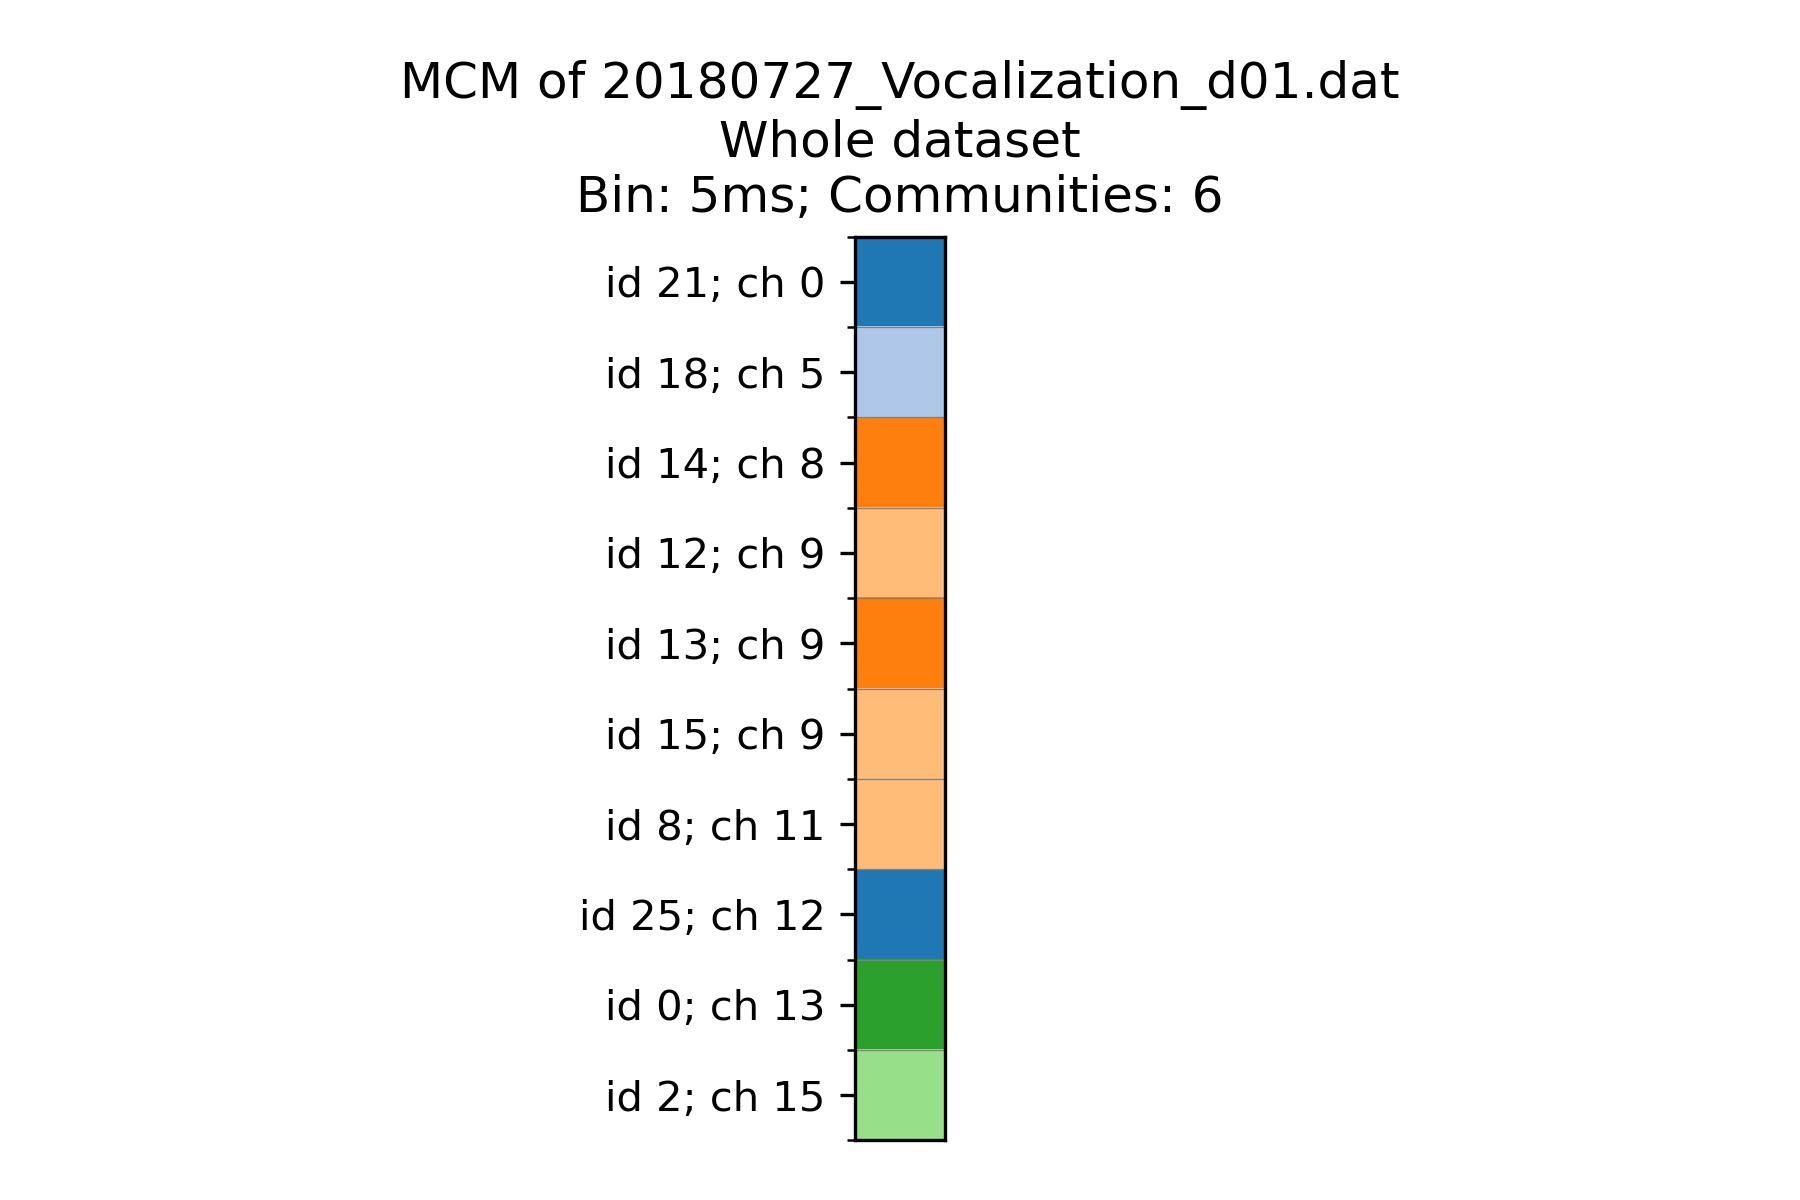 MCM of 20180727_Vocalization_d01.dat
Whole dataset
Bin: 5ms; Communities: 6
id 21; ch 0
id 18; ch 5
id 14; ch 8
id 12; ch 9
id 13; ch 9
id 15; ch 9
id 8; ch 11
id 25; ch 12
id 0; ch 13
id 2; ch 15